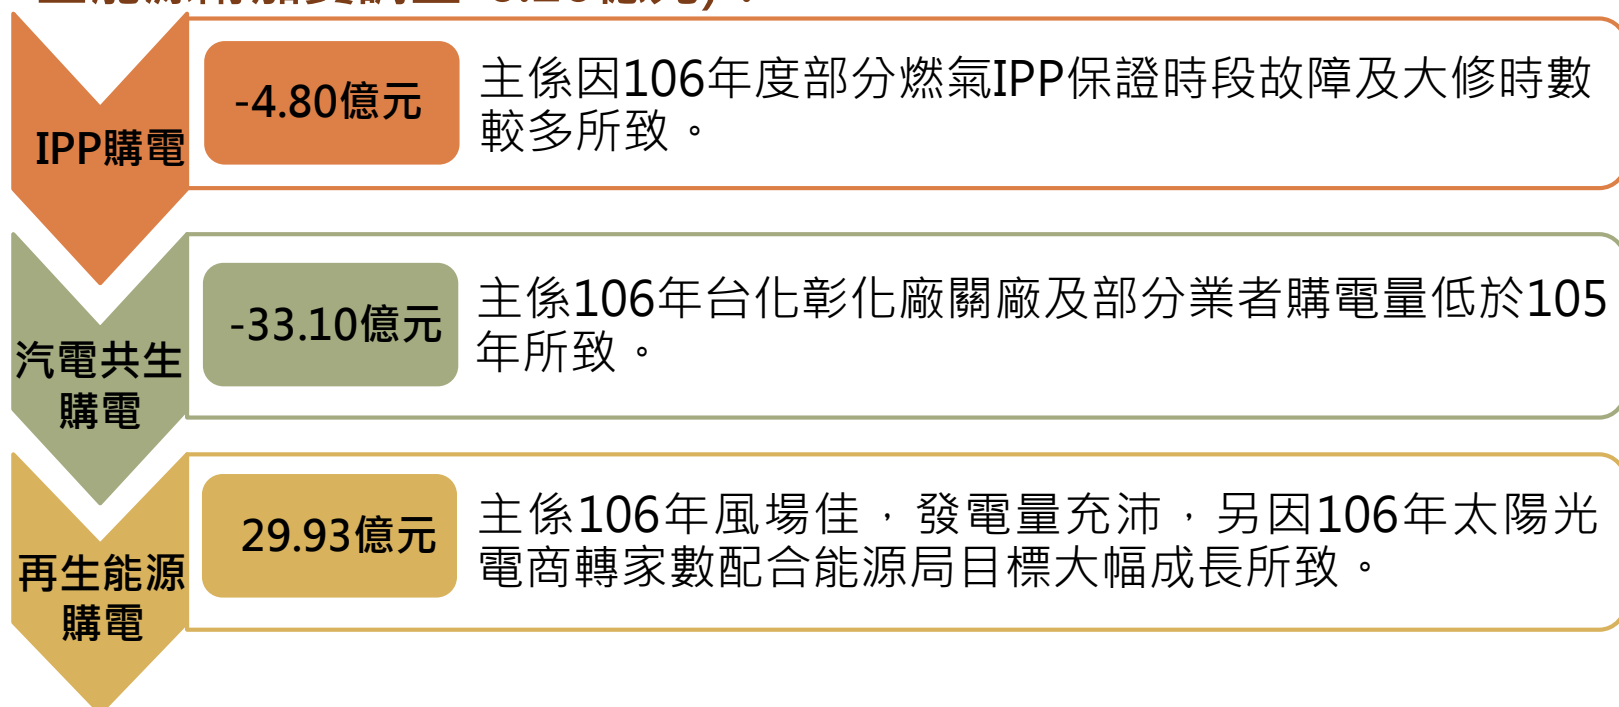 IPP購電
-4.80億元
主係因106年度部分燃氣IPP保證時段故障及大修時數
較多所致。
汽電共生
購電
-33.10億元
主係106年台化彰化廠關廠及部分業者購電量低於105
年所致。
再生能源
購電
29.93億元
主係106年風場佳，發電量充沛，另因106年太陽光
電商轉家數配合能源局目標大幅成長所致。